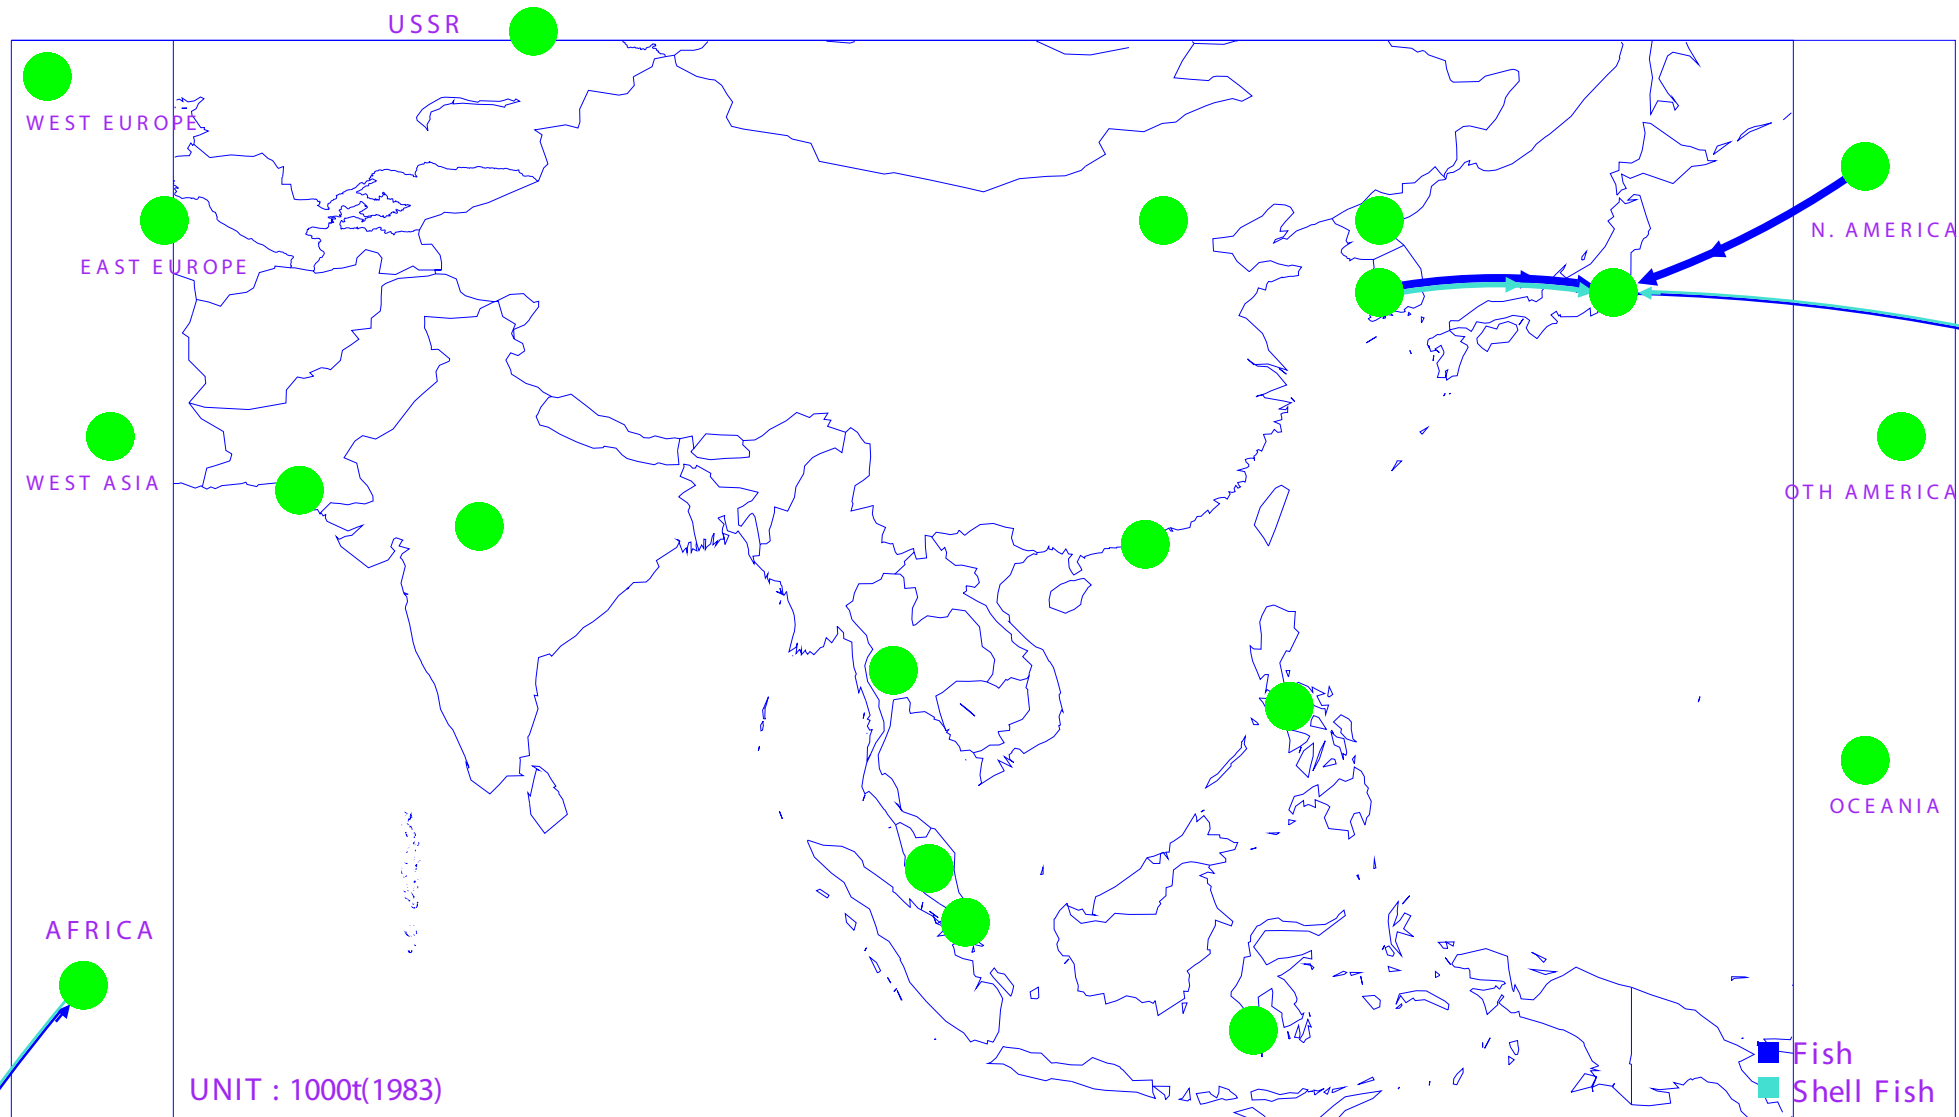 USSR
WEST EUROPE
N. AMERICA
EAST EUROPE
WEST ASIA
OTH AMERICA
OCEANIA
AFRICA
Fish
UNIT : 1000t(1983)
Shell Fish